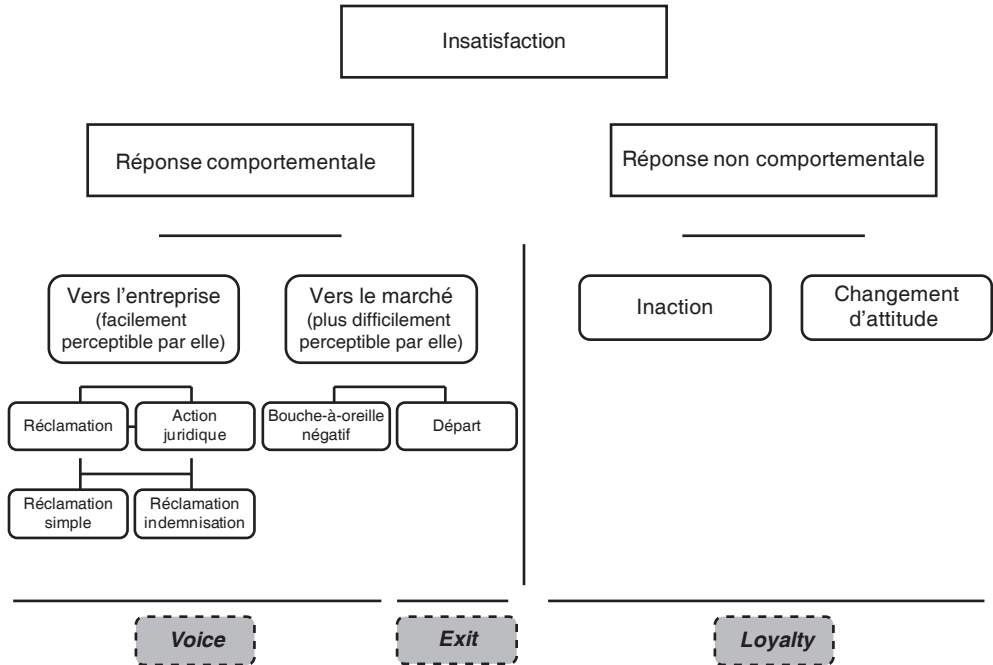 Insatisfaction
Réponse comportementale
Réponse non comportementale
Vers l'entreprise
(facilement
perceptible par elle)
Vers le marché
(plus difficilement
perceptible par elle)
Inaction
Changement
d'attitude
Réclamation
Action
juridique
Bouche-à-oreille
négatif
Départ
Réclamation
simple
Réclamation
indemnisation
Voice
Exit
Loyalty